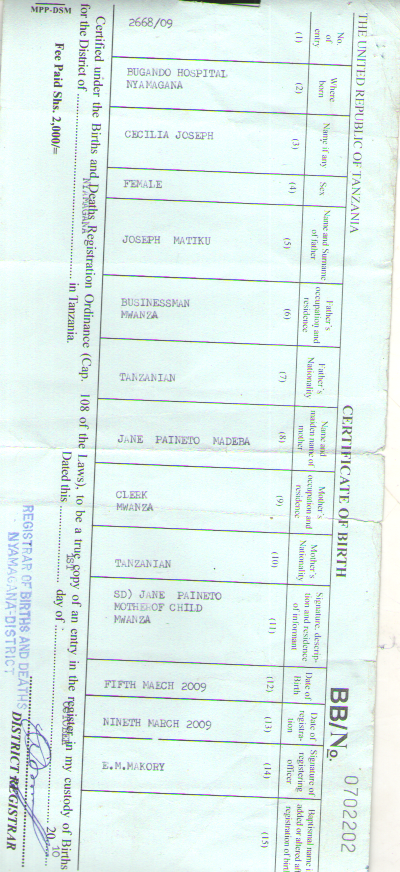 THE UNITED REPUBLIC OF TANZANIA
CERTIFICATE OF BIRTH
BB/No. 0702202
No. of entry
(1)
Where born
(2)
Name if any
(3)
Sex
(4)
Name and Surname of father
(5)
Father's occupation and residence
(6)
Father's Nationality
(7)
Name and maiden name of mother
(8)
Mother's occupation and residence
(9)
Mother's Nationality
(10)
Signature, descrip-
tion and residence
of informant
(11)
Date of Birth
(12)
Date of registra-
tion
(13)
Signature of registering officer
(14)
Baptismal name
added or altered
registration of
(15)
2668/09
BUGANDO HOSPITAL
NYAMAGANA
CECILIA JOSEPH
FEMALE
JOSEPH MATIKU
BUSINESSMAN
MWANZA
TANZANIAN
JANE PAINETO MADEBA
CLERK
MWANZA
TANZANIAN
SD) JANE PAINETO
MOTHEROF CHILD
MWANZA
FIFTH MARCH 2009
NINETH MARCH 2009
E.M.MAKORY
Certified under the Births and Deaths Registration Ordinance (Cap. 108 of the Laws), to be a true copy of an entry in the register in my custody of Births
for the District of NYAMAGANA in Tanzania. Dated this 1ST day of 20 10
Fee Paid Shs. 2,000/=
REGISTRAR OF BIRTHS AND DEATHS
NYAMAGANA-DISTRICT
DISTRICT REGISTRAR
MPP-DSM